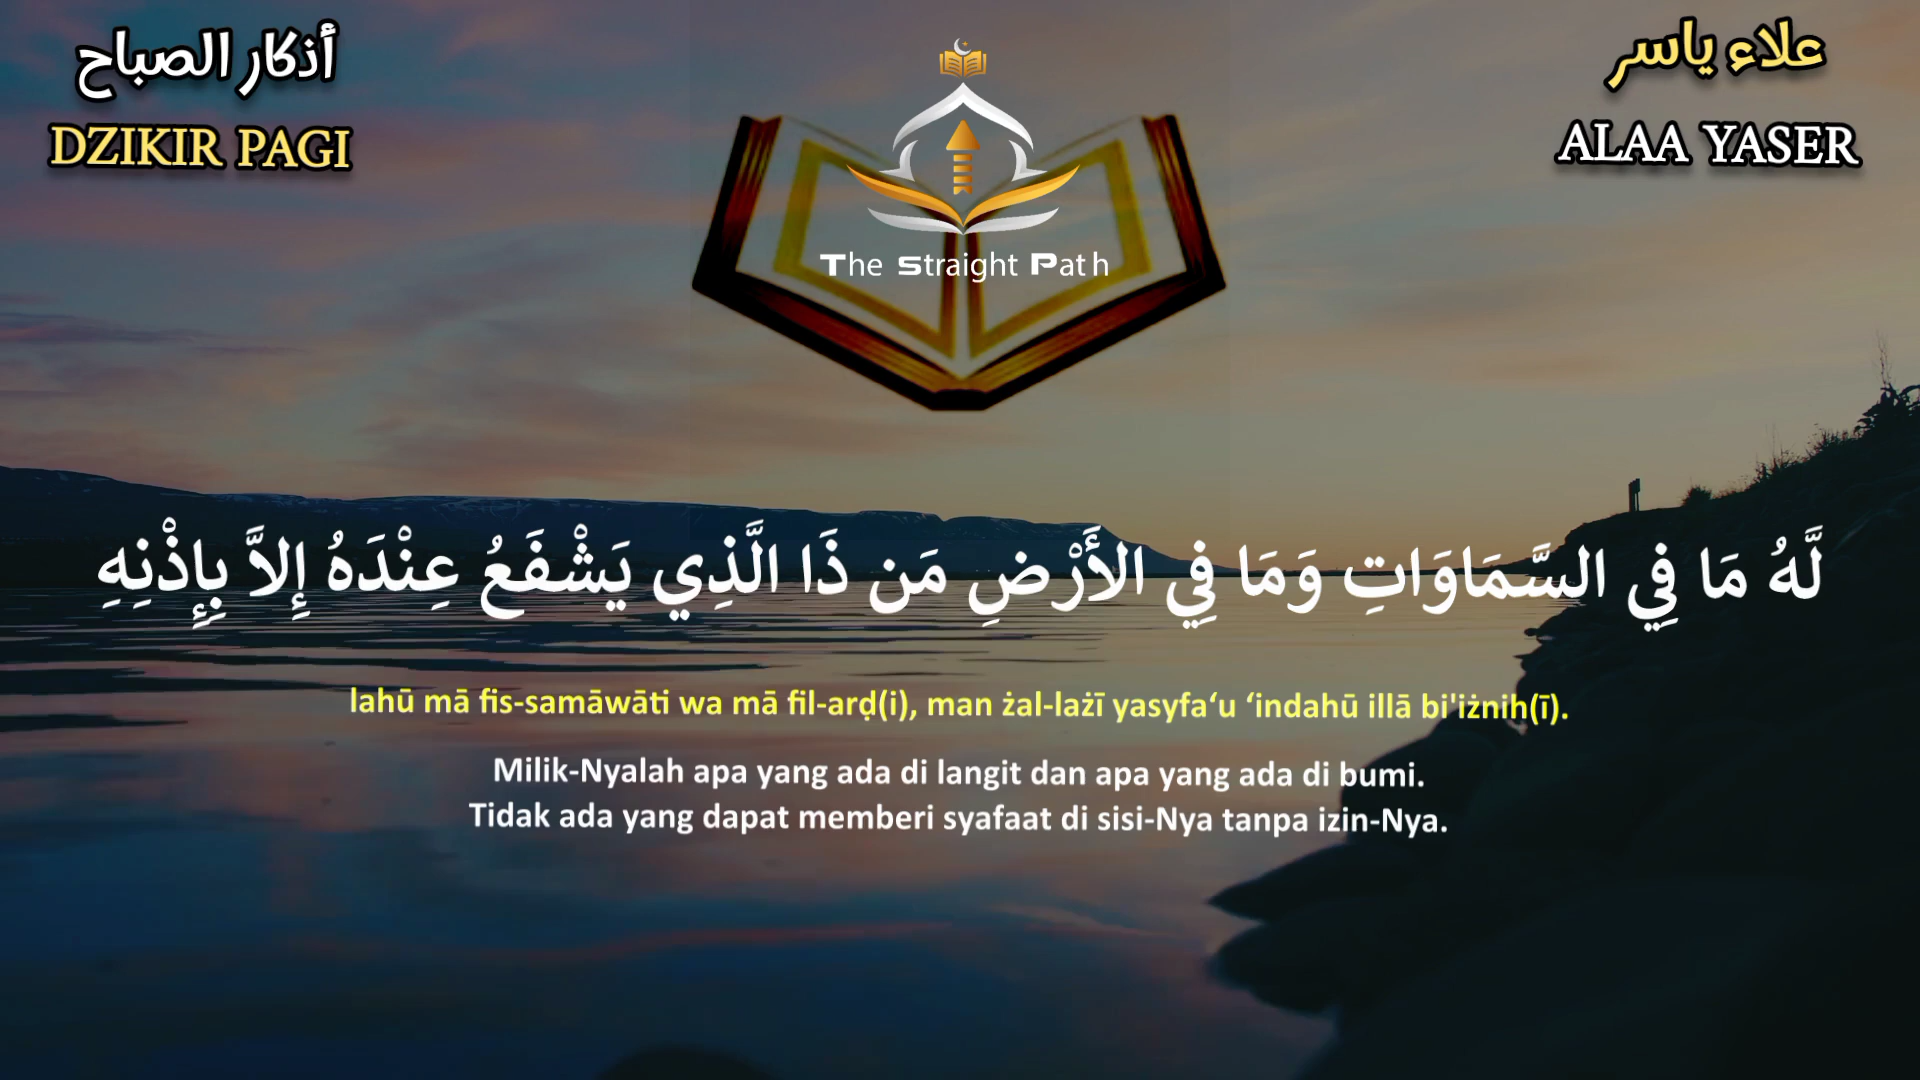 أذكار الصباح
DZIKIR PAGI
علاء ياسر
ALAA YASER
The Straight Path
لَّهُ مَا فِي السَّمَاوَاتِ وَمَا فِي الأَرْضِ مَن ذَا الَّذِي يَشْفَعُ عِنْدَهُ إِلاَّ بِإِذْنِهِ
lahū mā fis-samāwāti wa mā fil-arḍ(i), man żal-lażī yasyfa‘u ‘indahū illā bi'iżnih(ī).
Milik-Nyalah apa yang ada di langit dan apa yang ada di bumi.
Tidak ada yang dapat memberi syafaat di sisi-Nya tanpa izin-Nya.